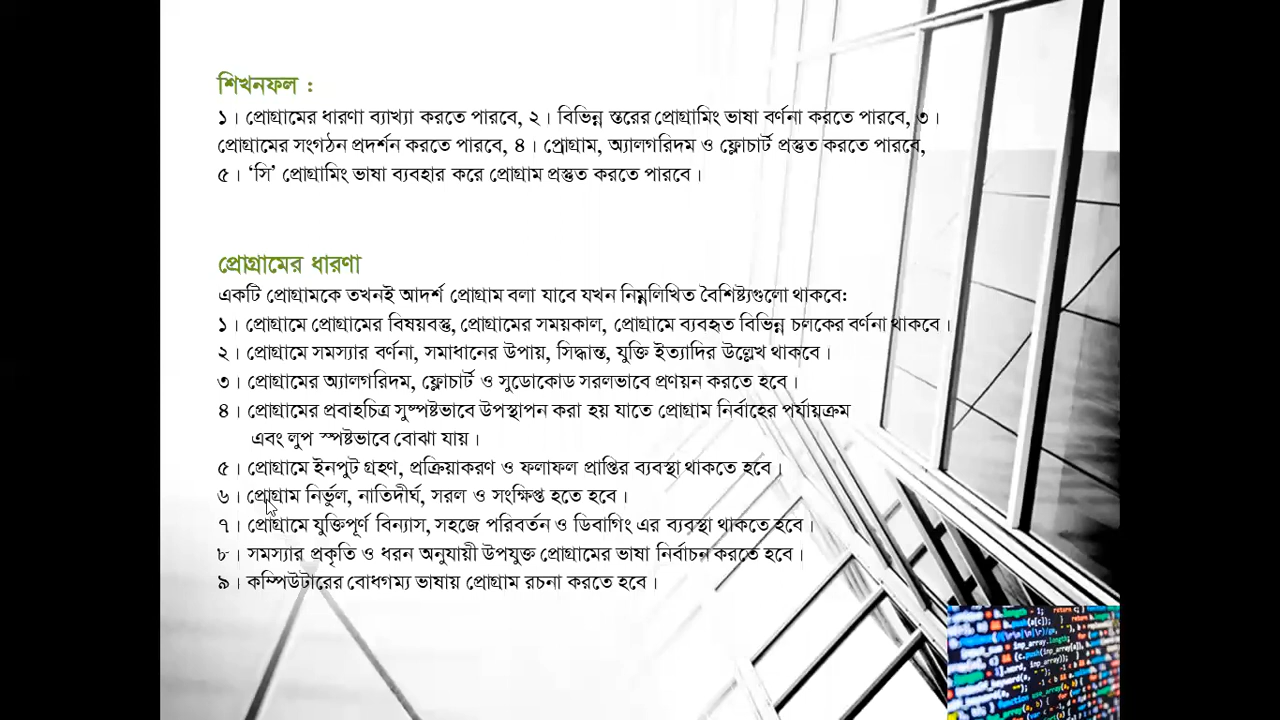 শিখনফল :
১। প্রোগ্রামের ধারণা ব্যাখ্যা করতে পারবে, ২। বিভিন্ন স্তরের প্রোগ্রামিং ভাষা বর্ণনা করতে পারবে, ৩।
প্রোগ্রামের সংগঠন প্রদর্শন করতে পারবে, ৪। প্রোগ্রাম, অ্যালগরিদম ও ফ্লোচার্ট প্রস্তুত করতে পারবে,
৫। ‘সি’ প্রোগ্রামিং ভাষা ব্যবহার করে প্রোগ্রাম প্রস্তুত করতে পারবে।
প্রোগ্রামের ধারণা
একটি প্রোগ্রামকে তখনই আদর্শ প্রোগ্রাম বলা যাবে যখন নিম্নলিখিত বৈশিষ্ট্যগুলো থাকবে:
১। প্রোগ্রামে প্রোগ্রামের বিষয়বস্তু, প্রোগ্রামের সময়কাল, প্রোগ্রামে ব্যবহৃত বিভিন্ন চলকের বর্ণনা থাকবে।
২। প্রোগ্রামে সমস্যার বর্ণনা, সমাধানের উপায়, সিদ্ধান্ত, যুক্তি ইত্যাদির উল্লেখ থাকবে।
৩। প্রোগ্রামের অ্যালগরিদম, ফ্লোচার্ট ও সুডোকোড সরলভাবে প্রণয়ন করতে হবে।
৪। প্রোগ্রামের প্রবাহচিত্র সুষ্পষ্টভাবে উপস্থাপন করা হয় যাতে প্রোগ্রাম নির্বাহের পর্যায়ক্রম
এবং লুপ স্পষ্টভাবে বোঝা যায়।
৫। প্রোগ্রামে ইনপুট গ্রহণ, প্রক্রিয়াকরণ ও ফলাফল প্রাপ্তির ব্যবস্থা থাকতে হবে।
৬। প্রোগ্রাম নির্ভুল, নাতিদীর্ঘ, সরল ও সংক্ষিপ্ত হতে হবে।
৭। প্রোগ্রামে যুক্তিপূর্ণ বিন্যাস, সহজে পরিবর্তন ও ডিবাগিং এর ব্যবস্থা থাকতে হবে।
৮। সমস্যার প্রকৃতি ও ধরন অনুযায়ী উপযুক্ত প্রোগ্রামের ভাষা নির্বাচন করতে হবে।
৯। কম্পিউটারের বোধগম্য ভাষায় প্রোগ্রাম রচনা করতে হবে।